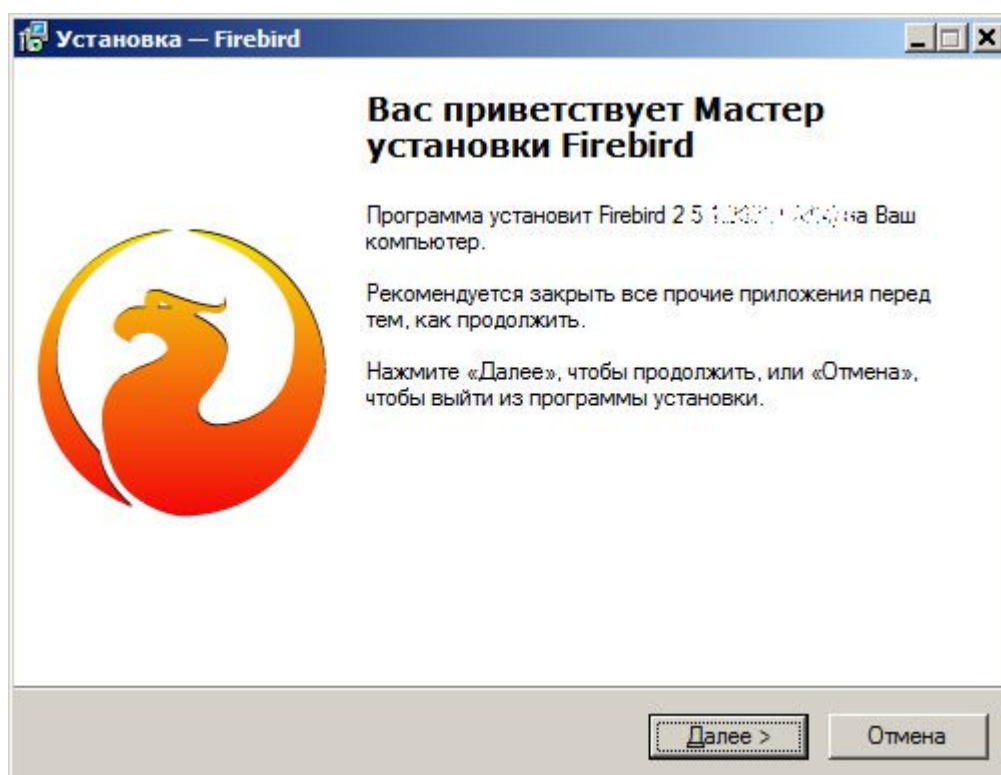 Установка — Firebird
Вас приветствует Мастер
установки Firebird
Программа установит Firebird 2 5 на Ваш
компьютер.
Рекомендуется закрыть все прочие приложения перед
тем, как продолжить.
Нажмите «Далее», чтобы продолжить, или «Отмена»,
чтобы выйти из программы установки.
Далее >
Отмена